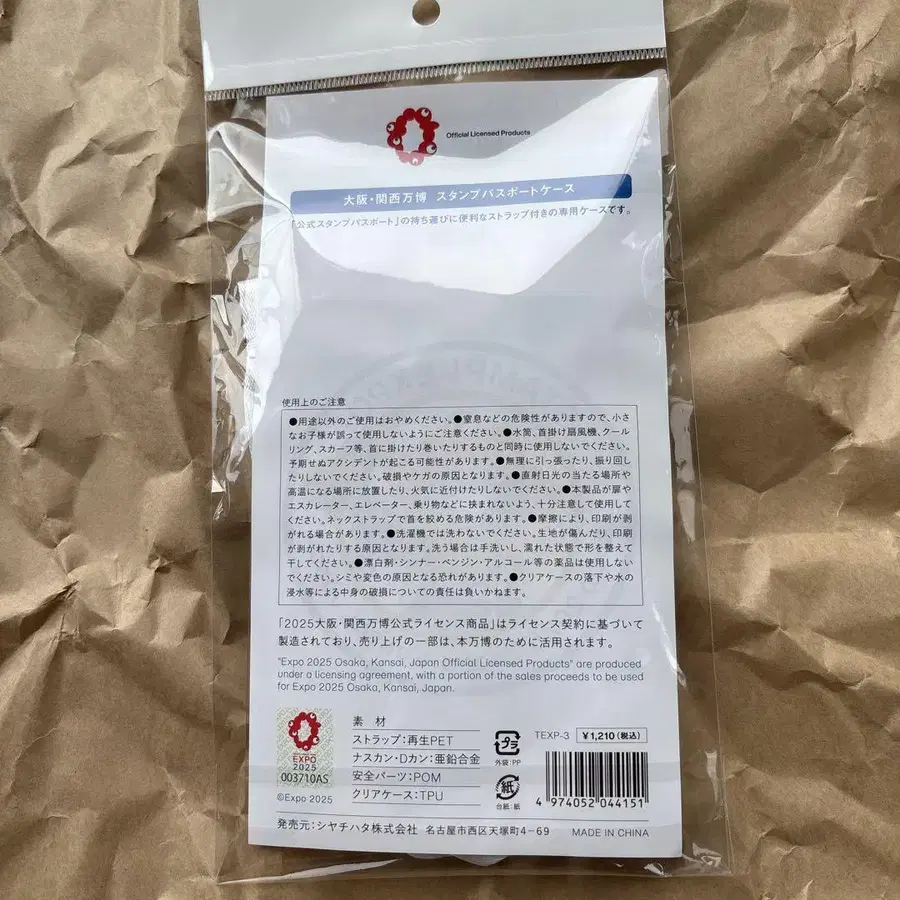 Official Licensed Products
大阪・関西万博 スタンプパスポートケース
「公式スタンプパスポート」の持ち運びに便利なストラップ付きの専用ケースです。
使用上のご注意
●用途以外のご使用はおやめください。●窒息などの危険性がありますので、小さ
なお子様が誤って使用しないようにご注意ください。●水筒、首掛け扇風機、クール
リング、スカーフ等、首に掛けたり巻いたりするものと同時に使用しないでください。
予期せぬアクシデントが起こる可能性があります。●無理に引っ張ったり、振り回し
たりしないでください。破損やケガの原因となります。●直射日光の当たる場所や
高温になる場所に放置したり、火気に近付けたりしないでください。●本製品が扉や
エスカレーター、エレベーター、乗り物などに挟まれないよう、十分注意して使用して
ください。ネックストラップで首を絞める危険があります。●摩擦により、印刷が剥
がれる場合があります。●洗濯機では洗わないでください。生地が傷んだり、印刷
が剥がれたりする原因となります。洗う場合は手洗いし、濡れた状態で形を整えて
干してください。●漂白剤・シンナー・ベンジン・アルコール等の薬品は使用しない
でください。シミや変色の原因となる恐れがあります。●クリアケースの落下や水の
浸水等による中身の破損についての責任は負いかねます。
「2025大阪・関西万博公式ライセンス商品」はライセンス契約に基づいて
製造されており、売り上げの一部は、本万博のために活用されます。
"Expo 2025 Osaka, Kansai, Japan Official Licensed Products" are produced
under a licensing agreement, with a portion of the sales proceeds to be used
for Expo 2025 Osaka, Kansai, Japan.
EXPO
2025
003710AS
©Expo 2025
素 材
ストラップ:再生PET
ナスカン・Dカン:亜鉛合金
安全パーツ:POM
クリアケース:TPU
プラ
外袋:PP
紙
台紙:紙
TEXP-3 ¥1,210(税込)
4 974052 044151
発売元:シヤチハタ株式会社 名古屋市西区天塚町4-69 MADE IN CHINA